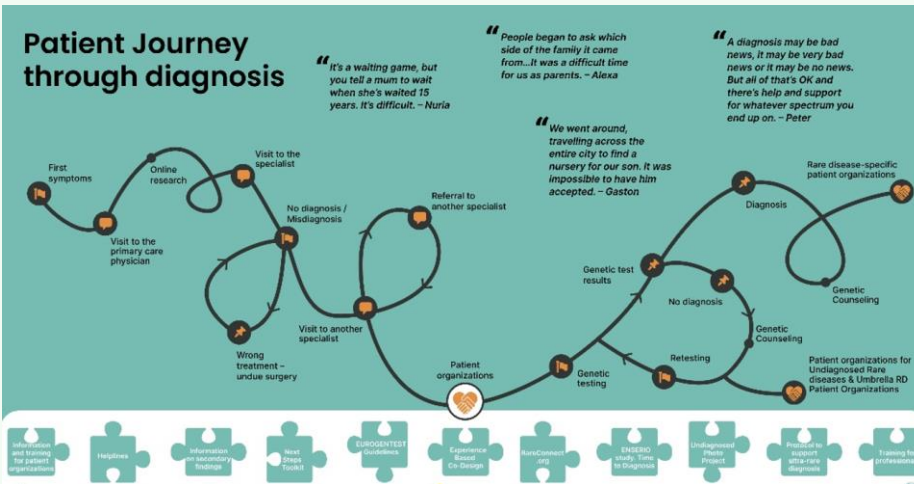 Patient Journey
through diagnosis
“It's a waiting game, but
you tell a mum to wait
when she's waited 15
years. It's difficult. – Nuria
“People began to ask which
side of the family it came
from...It was a difficult time
for us as parents. – Alexa
“A diagnosis may be bad
news, it may be very bad
news or it may be no news.
But all of that's OK and
there's help and support
for whatever spectrum you
end up on. – Peter
“We went around,
travelling across the
entire city to find a
nursery for our son. It was
impossible to have him
accepted. – Gaston
First
symptoms
Visit to the
primary care
physician
Online
research
Visit to the
specialist
No diagnosis /
Misdiagnosis
Wrong
treatment –
undue surgery
Visit to another
specialist
Referral to
another specialist
Patient
organizations
Genetic
testing
Genetic test
results
Diagnosis
No diagnosis
Genetic
Counseling
Retesting
Genetic
Counseling
Rare disease-specific
patient organizations
Patient organizations for
Undiagnosed Rare
diseases & Umbrella RD
Patient Organizations
Information
and training
for patient
organizations
Helplines
Information
on secondary
findings
Next
Steps
Toolkit
EUROGENTEST
Guidelines
Experience
Based
Co-Design
RareConnect
.org
ENSERIO
study. Time
to Diagnosis
Undiagnosed
Photo
Project
Protocol to
support
ultra-rare
diagnosis
Training for